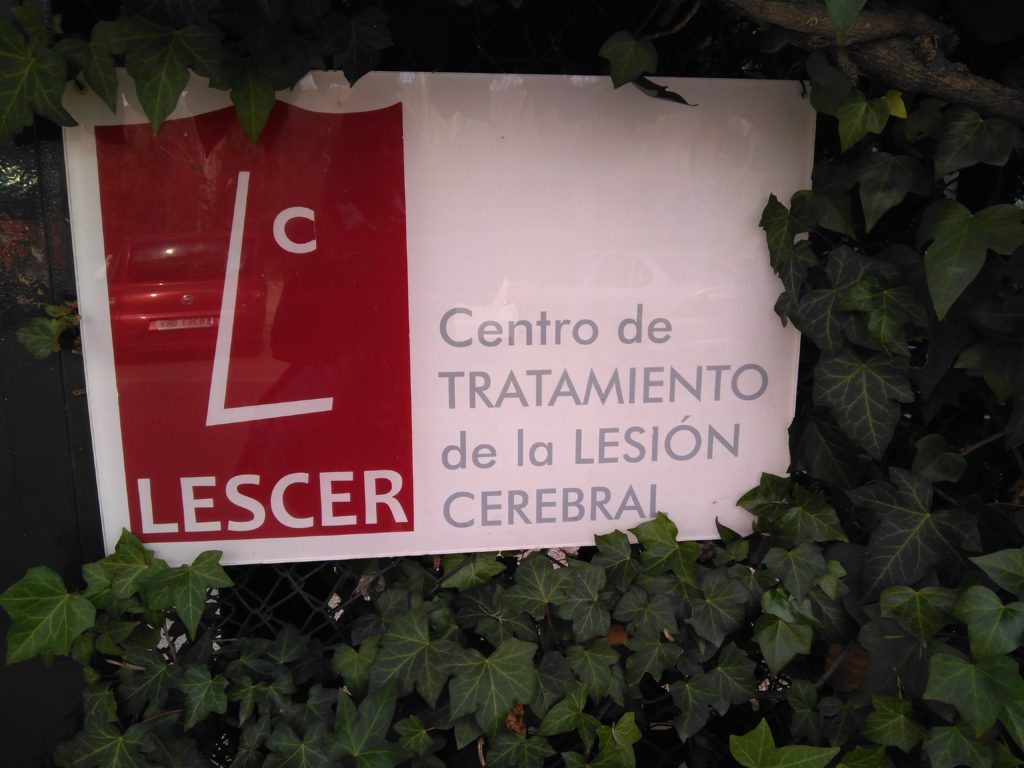 Lc
LESCER
Centro de
TRATAMIENTO
de la LESIÓN
CEREBRAL